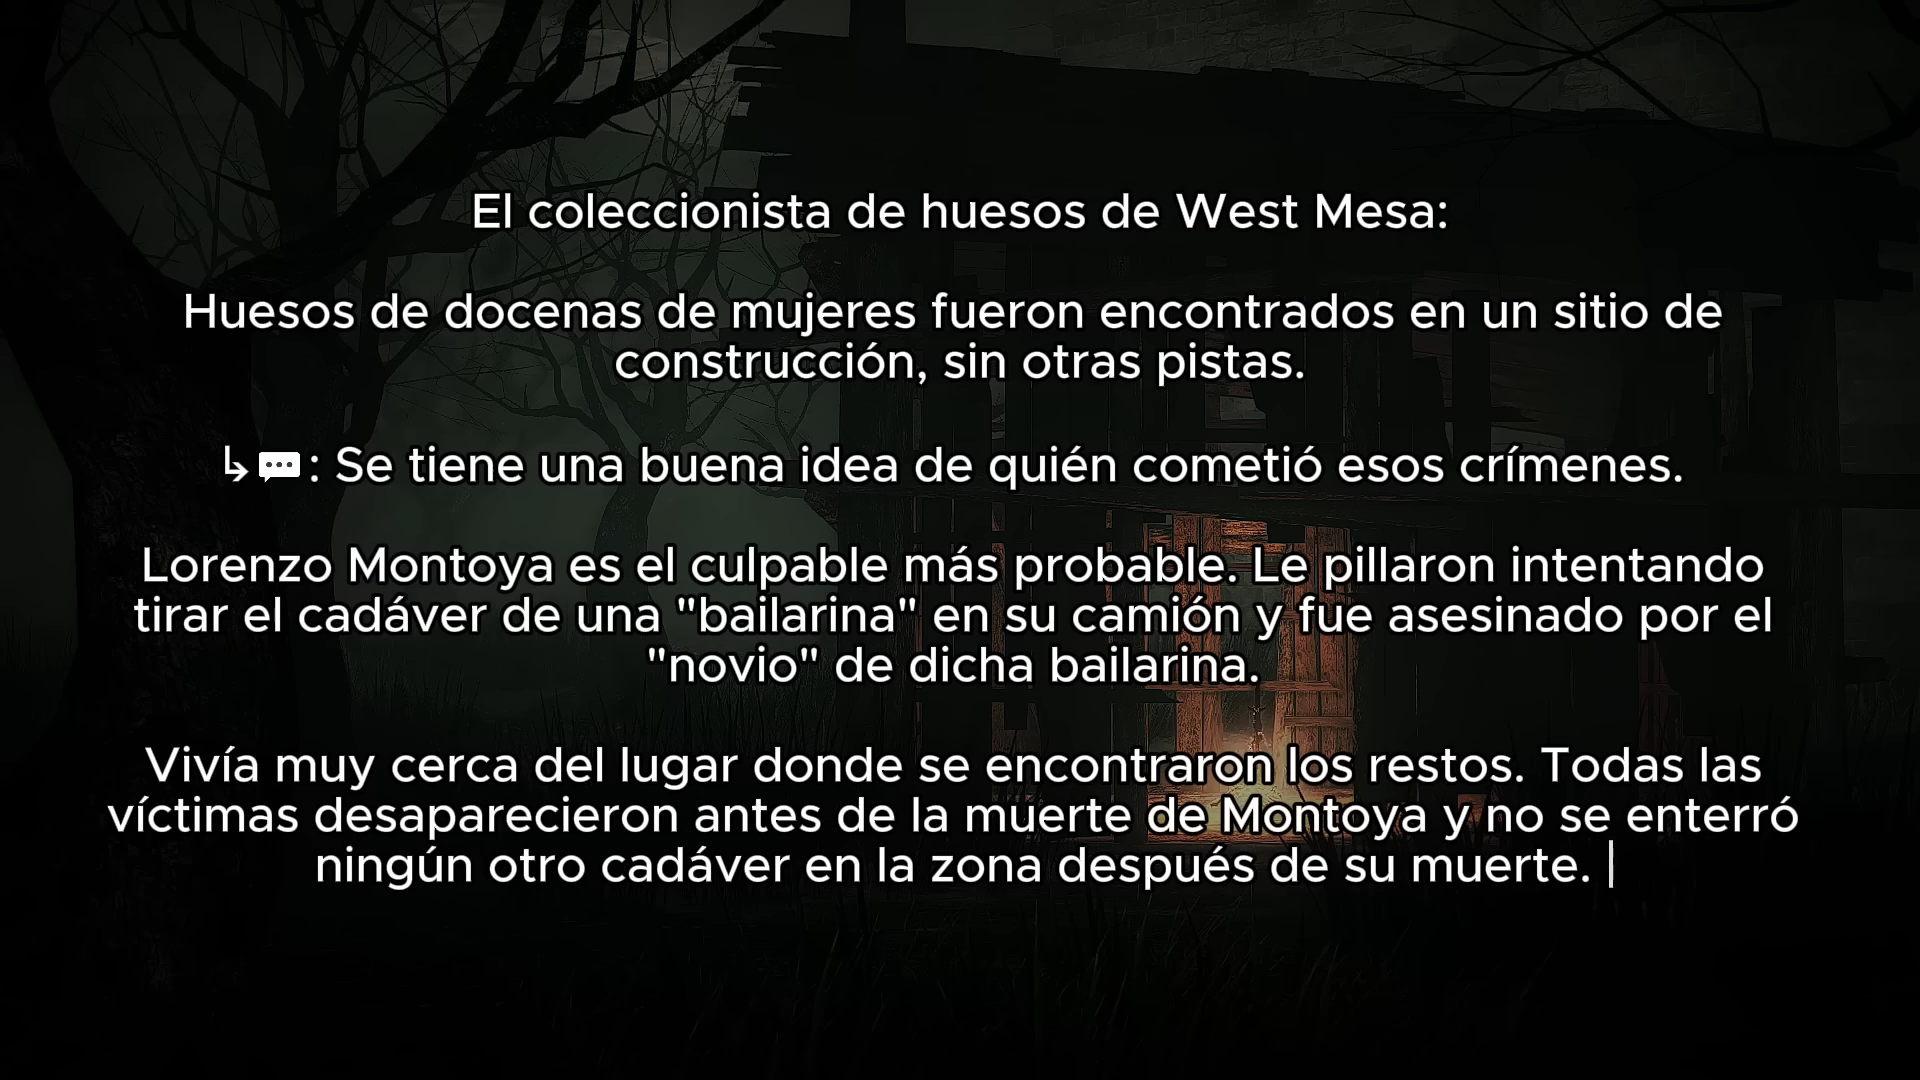 El coleccionista de huesos de West Mesa:
Huesos de docenas de mujeres fueron encontrados en un sitio de
construcción, sin otras pistas.
↳💬: Se tiene una buena idea de quién cometió esos crímenes.
Lorenzo Montoya es el culpable más probable. Le pillaron intentando
tirar el cadáver de una "bailarina" en su camión y fue asesinado por el
"novio" de dicha bailarina.
Vivía muy cerca del lugar donde se encontraron los restos. Todas las
víctimas desaparecieron antes de la muerte de Montoya y no se enterró
ningún otro cadáver en la zona después de su muerte. |